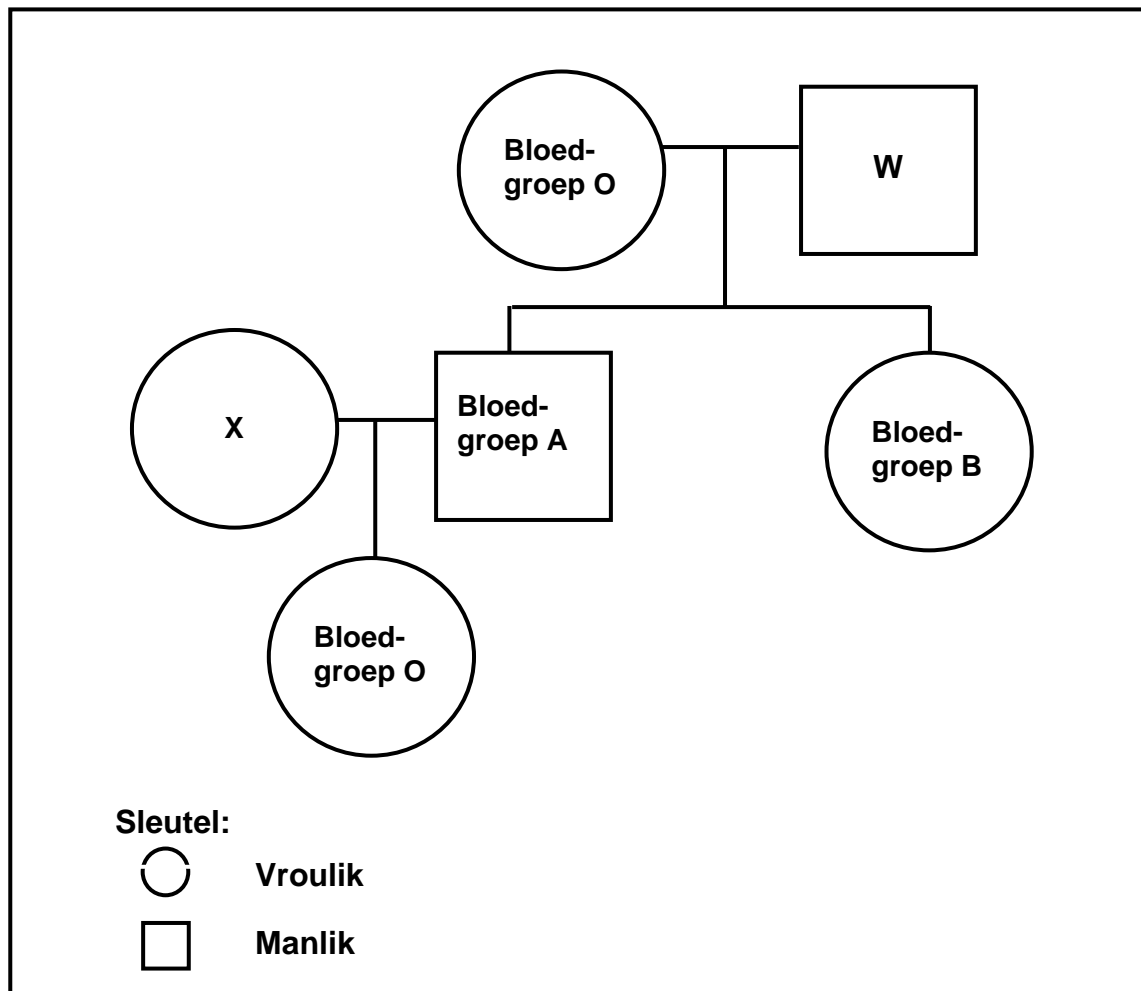 Bloed-
groep O
W
X
Bloed-
groep A
Bloed-
groep B
Bloed-
groep O
Sleutel:
Vroulik
Manlik